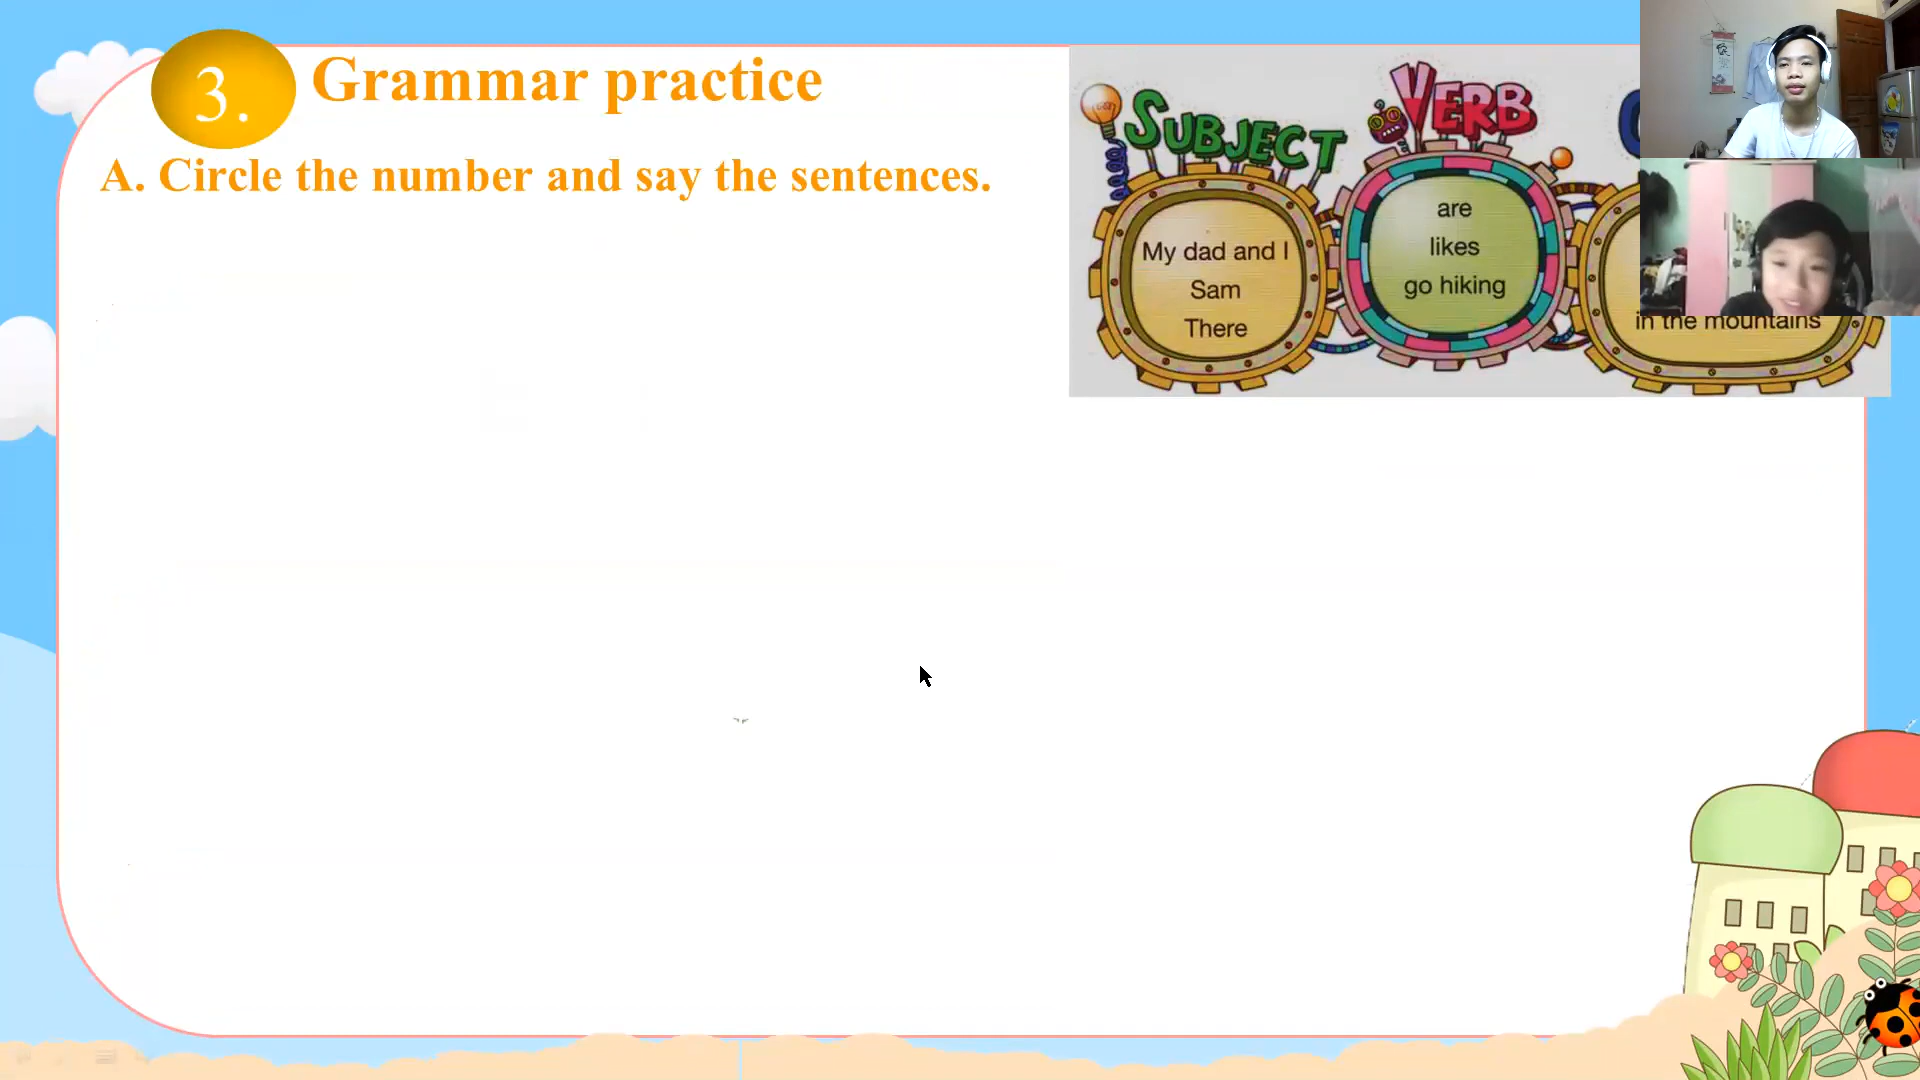 3.
Grammar practice
A. Circle the number and say the sentences.
SUBJECT
VERB
My dad and I
Sam
There
are
likes
go hiking
in the mountains